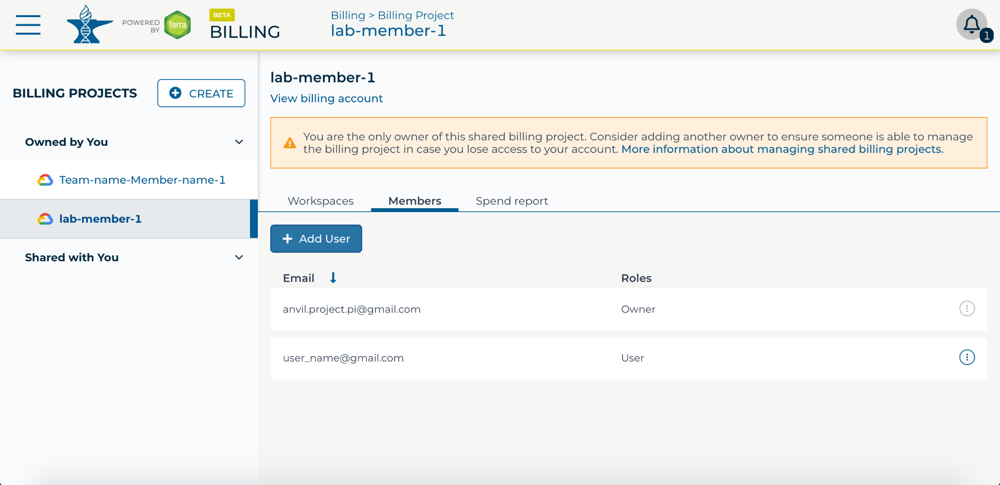 POWERED
BY
Terra
BETA
BILLING
Billing > Billing Project
lab-member-1
1
BILLING PROJECTS
CREATE
Owned by You
Team-name-Member-name-1
lab-member-1
Shared with You
lab-member-1
View billing account
You are the only owner of this shared billing project. Consider adding another owner to ensure someone is able to manage
the billing project in case you lose access to your account. More information about managing shared billing projects.
Workspaces Members Spend report
Add User
Email Roles
anvil.project.pi@gmail.com Owner
user_name@gmail.com User